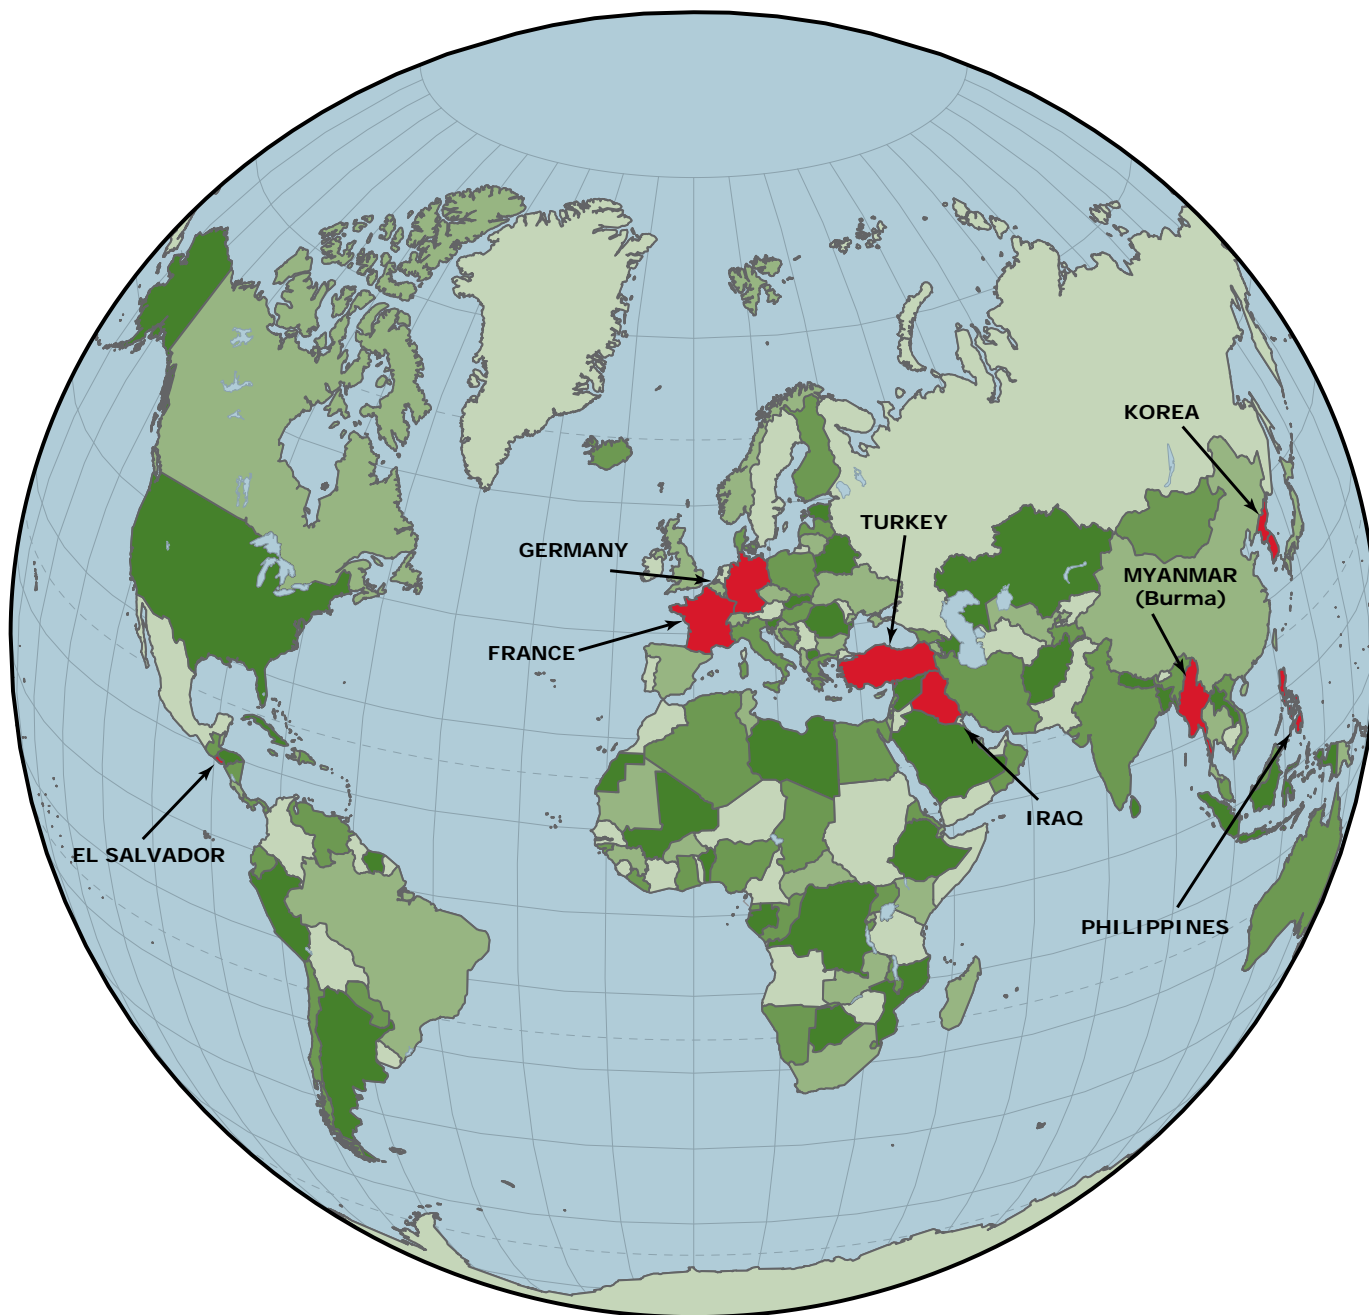 KOREA
TURKEY
GERMANY
MYANMAR
(Burma)
FRANCE
IRAQ
EL SALVADOR
PHILIPPINES